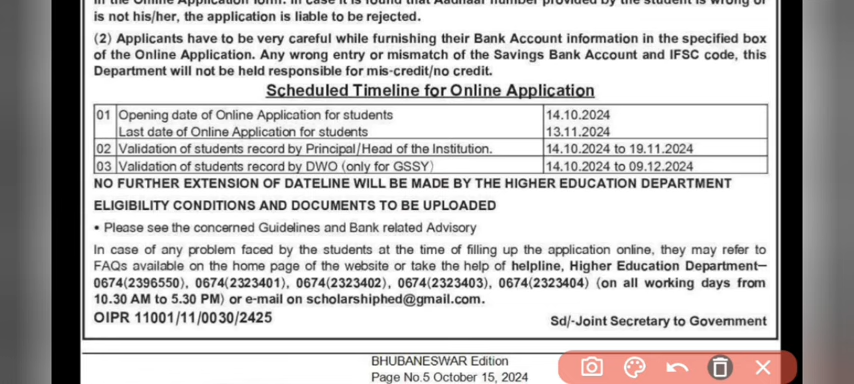 is not his/her, the application is liable to be rejected.
(2) Applicants have to be very careful while furnishing their Bank Account information in the specified box
of the Online Application. Any wrong entry or mismatch of the Savings Bank Account and IFSC code, this
Department will not be held responsible for mis-credit/no credit.
Scheduled Timeline for Online Application
01 Opening date of Online Application for students 14.10.2024
Last date of Online Application for students 13.11.2024
02 Validation of students record by Principal/Head of the Institution. 14.10.2024 to 19.11.2024
03 Validation of students record by DWO (only for GSSY) 14.10.2024 to 09.12.2024
NO FURTHER EXTENSION OF DATELINE WILL BE MADE BY THE HIGHER EDUCATION DEPARTMENT
ELIGIBILITY CONDITIONS AND DOCUMENTS TO BE UPLOADED
• Please see the concerned Guidelines and Bank related Advisory
In case of any problem faced by the students at the time of filling up the application online, they may refer to
FAQs available on the home page of the website or take the help of helpline, Higher Education Department–
0674(2396550), 0674(2323401), 0674(2323402), 0674(2323403), 0674(2323404) (on all working days from
10.30 AM to 5.30 PM) or e-mail on scholarshiphed@gmail.com.
OIPR 11001/11/0030/2425
Sd/-Joint Secretary to Government
BHUBANESWAR Edition
Page No.5 October 15, 2024